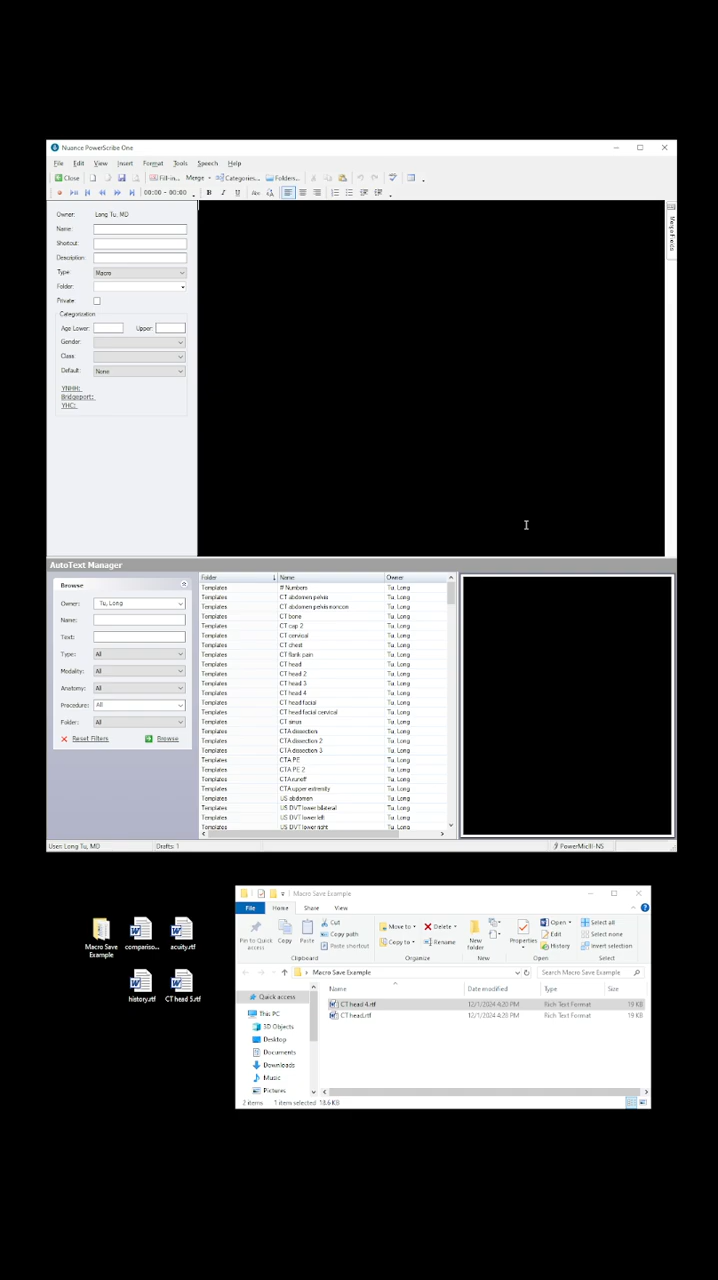 Nuance PowerScribe One
File Edit View Insert Format Tools Speech Help
Close Fill-in... Merge Categories... Folders...
00:00 - 00:00 B I U Abc
Owner: Long Tu, MD
Name:
Shortcut:
Description:
Type: Macro
Folder:
Private
Categorization
Age Lower: Upper:
Gender:
Class:
Default: None
YNHH:
Bridgeport:
YHC:
Merge Fields
AutoText Manager
Browse
Owner: Tu, Long
Name:
Text:
Type: All
Modality: All
Anatomy: All
Procedure: All
Folder: All
Reset Filters Browse
Folder Name Owner
Templates # Numbers Tu, Long
Templates CT abdomen pelvis Tu, Long
Templates CT abdomen pelvis noncon Tu, Long
Templates CT bone Tu, Long
Templates CT cap 2 Tu, Long
Templates CT cervical Tu, Long
Templates CT chest Tu, Long
Templates CT flank pain Tu, Long
Templates CT head Tu, Long
Templates CT head 2 Tu, Long
Templates CT head 3 Tu, Long
Templates CT head 4 Tu, Long
Templates CT head facial Tu, Long
Templates CT head facial cervical Tu, Long
Templates CT sinus Tu, Long
Templates CTA dissection Tu, Long
Templates CTA dissection 2 Tu, Long
Templates CTA dissection 3 Tu, Long
Templates CTA PE Tu, Long
Templates CTA PE 2 Tu, Long
Templates CTA runoff Tu, Long
Templates CTA upper extremity Tu, Long
Templates US abdomen Tu, Long
Templates US DVT lower bilateral Tu, Long
Templates US DVT lower left Tu, Long
Templates US DVT lower right Tu, Long
User: Long Tu, MD Drafts: 1 PowerMicIII-NS
Macro Save Example
compariso...
acuity.rtf
history.rtf
CT head 5.rtf
Macro Save Example
File Home Share View
Pin to Quick access
Copy
Paste
Cut
Copy path
Paste shortcut
Move to
Copy to
Delete
Rename
New folder
Properties
Open
Edit
History
Select all
Select none
Invert selection
Clipboard Organize New Open Select
Macro Save Example
Search Macro Save Example
Quick access
This PC
3D Objects
Desktop
Documents
Downloads
Music
Pictures
Name Date modified Type Size
CT head 4.rtf 12/1/2024 4:20 PM Rich Text Format 19 KB
CT head.rtf 12/1/2024 4:26 PM Rich Text Format 19 KB
2 items 1 item selected 18.6 KB